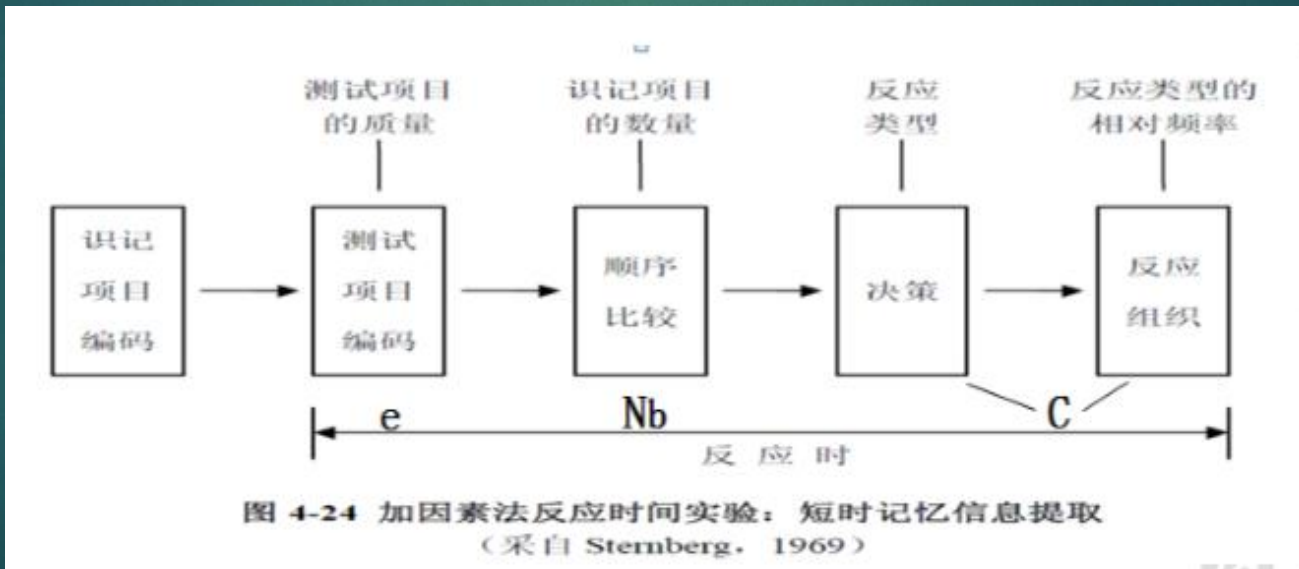 测试项目
的质量
识记项目
的数量
反应
类型
反应类型的
相对频率
识记
项目
编码
测试
项目
编码
顺序
比较
决策
反应
组织
e
Nb
C
反应时
图 4-24 加因素法反应时间实验：短时记忆信息提取
（采自 Sternberg，1969）